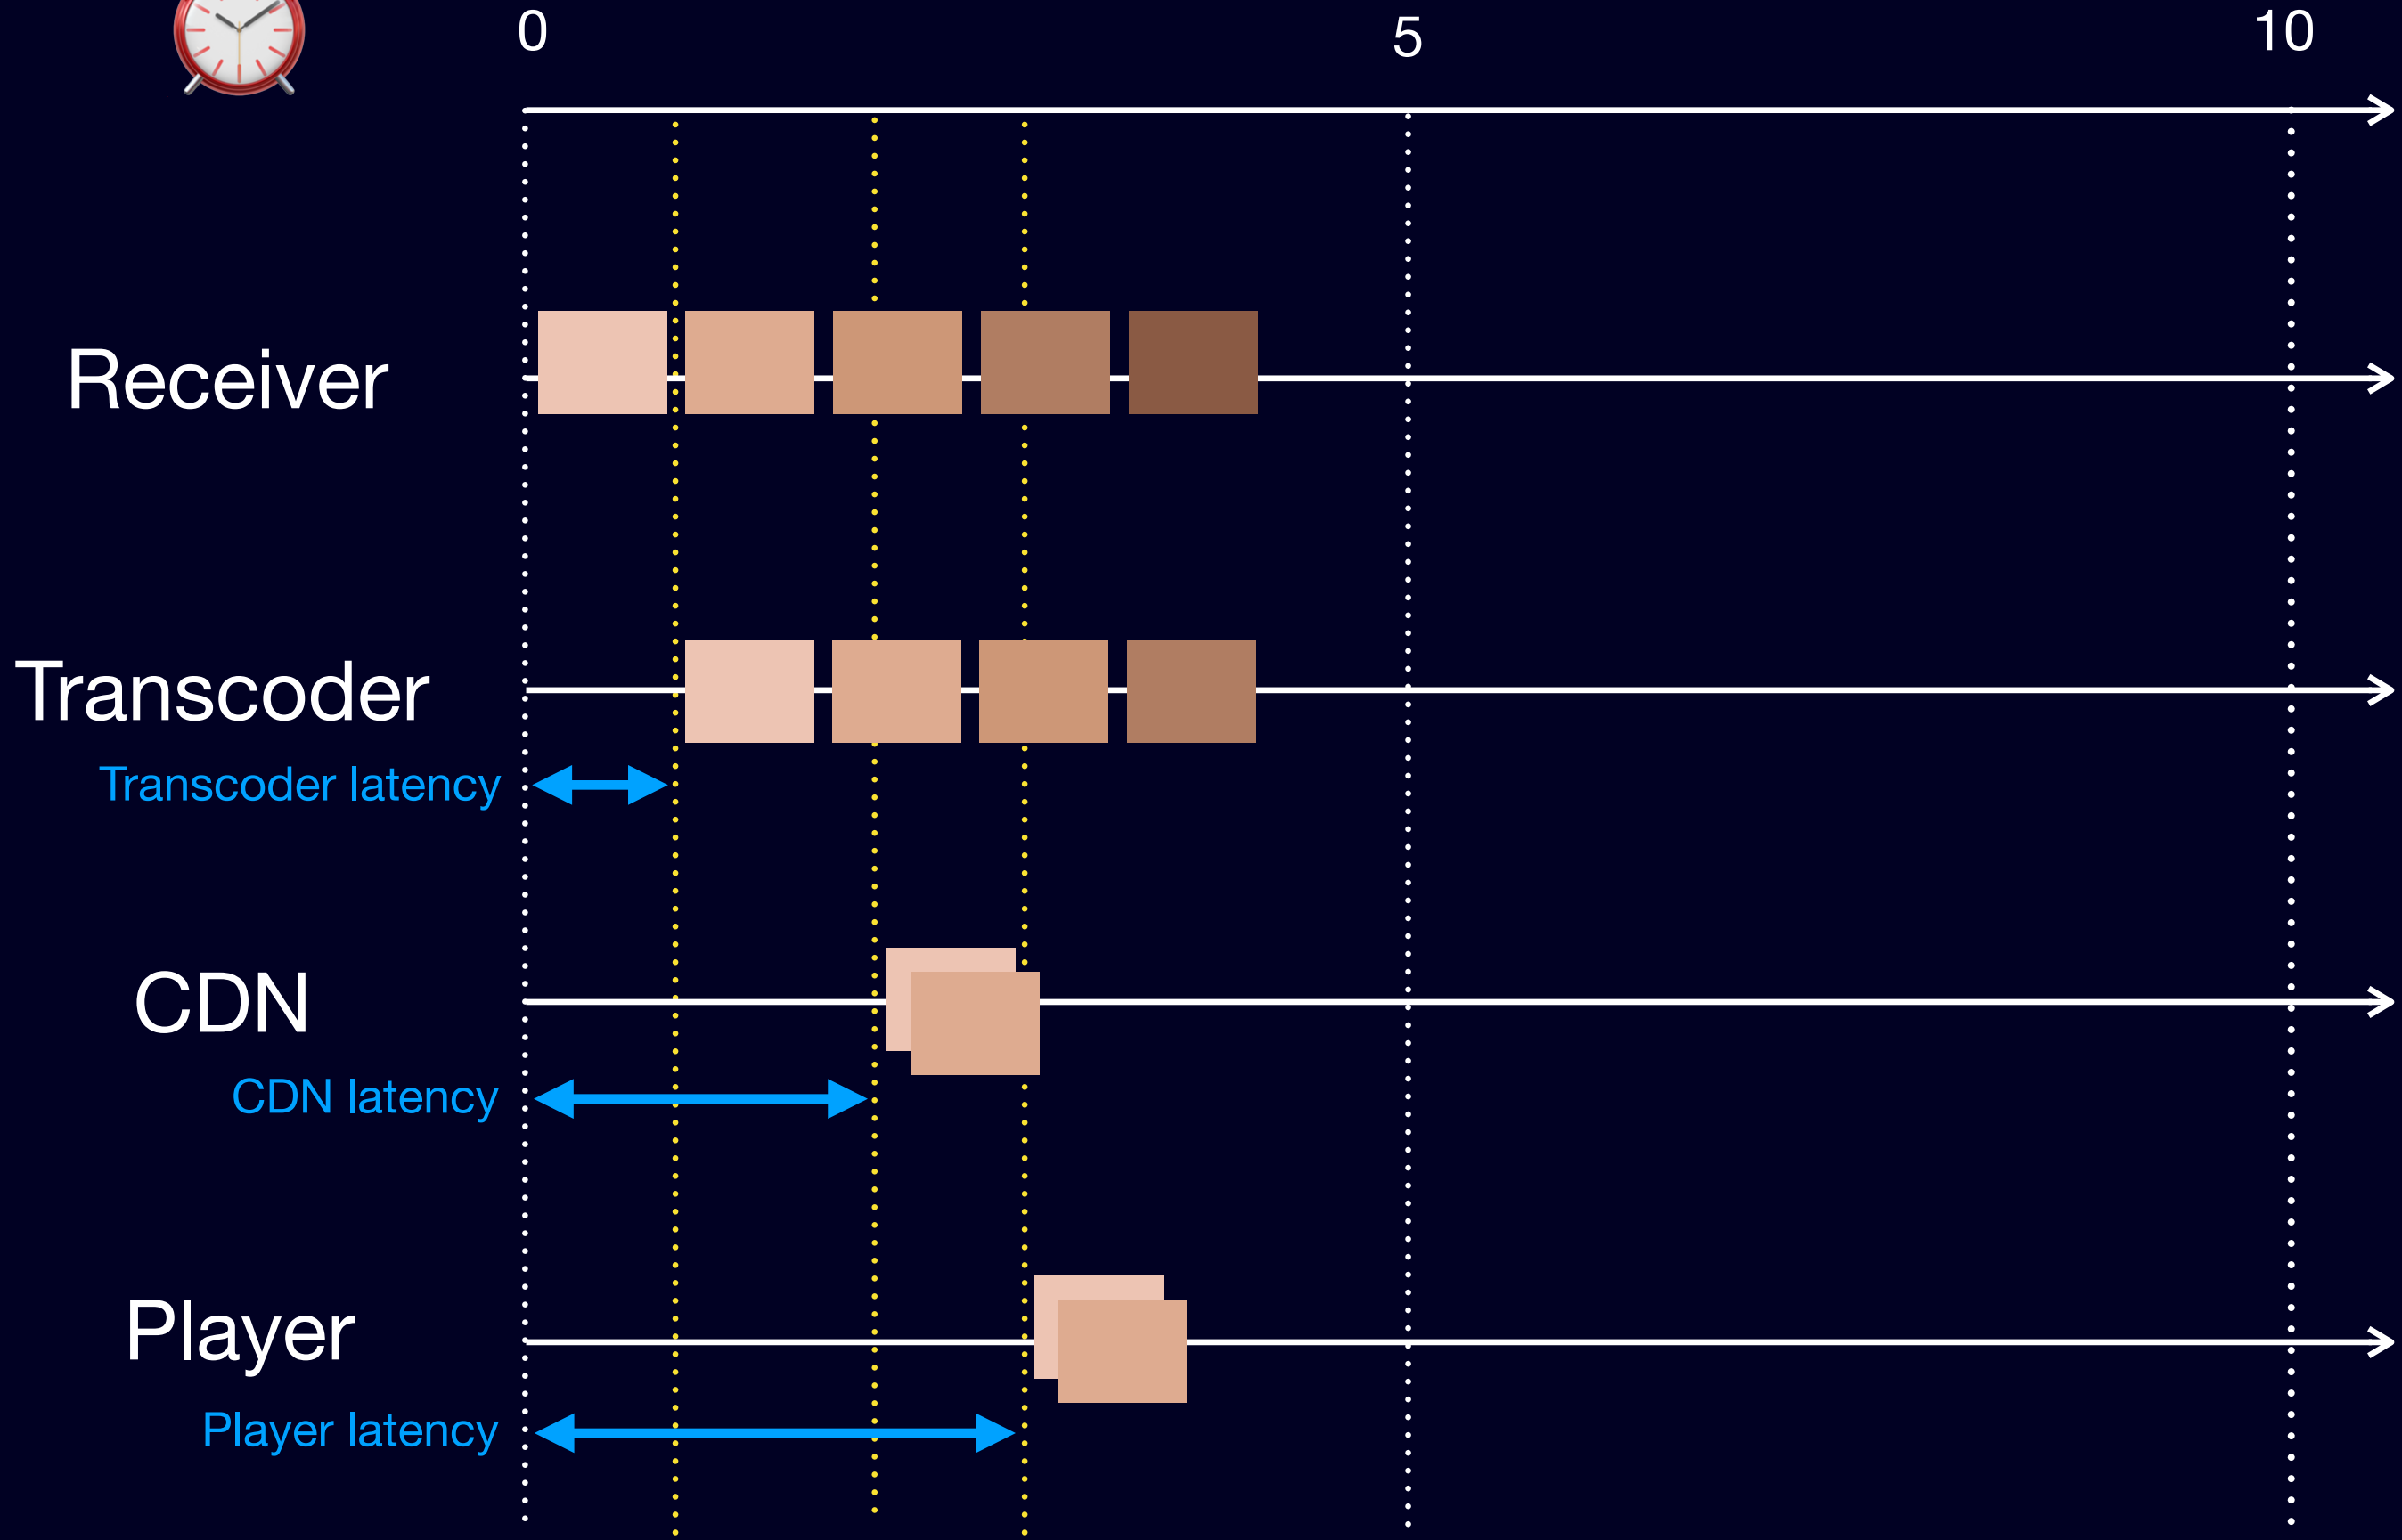 0 5 10
Receiver
Transcoder
Transcoder latency
CDN
CDN latency
Player
Player latency